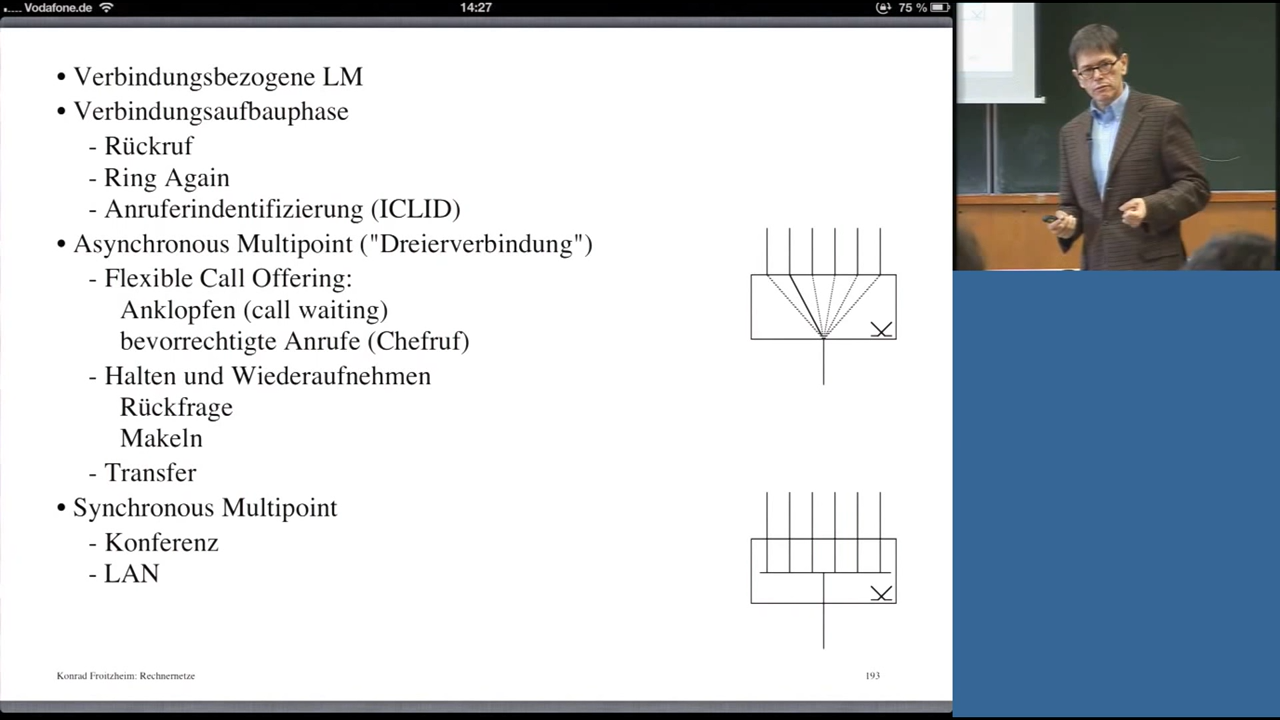 Vodafone.de
14:27
75 %
• Verbindungsbezogene LM
• Verbindungsaufbauphase
- Rückruf
- Ring Again
- Anruferindentifizierung (ICLID)
• Asynchronous Multipoint ("Dreierverbindung")
- Flexible Call Offering:
Anklopfen (call waiting)
bevorrechtigte Anrufe (Chefruf)
- Halten und Wiederaufnehmen
Rückfrage
Makeln
- Transfer
• Synchronous Multipoint
- Konferenz
- LAN
Konrad Froitzheim: Rechnernetze
193